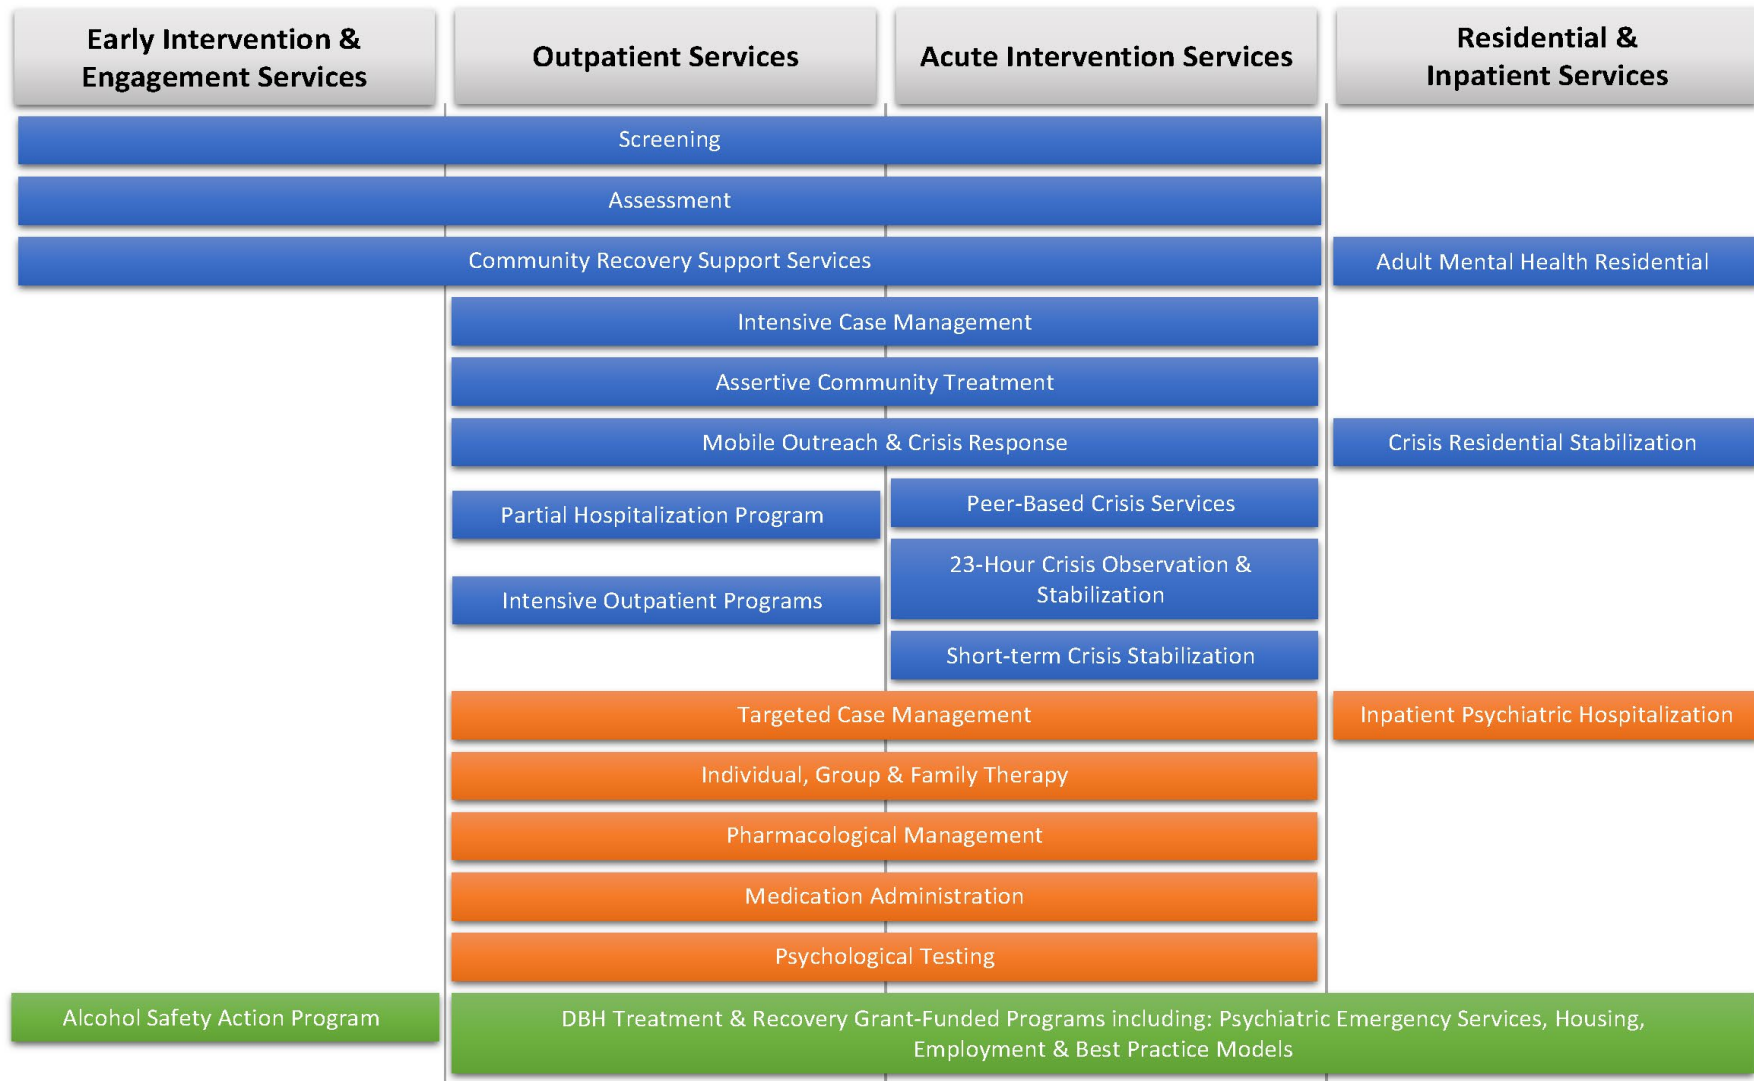 Early Intervention &
Engagement Services
Outpatient Services
Acute Intervention Services
Residential &
Inpatient Services
Screening
Assessment
Community Recovery Support Services
Adult Mental Health Residential
Intensive Case Management
Assertive Community Treatment
Mobile Outreach & Crisis Response
Crisis Residential Stabilization
Partial Hospitalization Program
Peer-Based Crisis Services
Intensive Outpatient Programs
23-Hour Crisis Observation &
Stabilization
Short-term Crisis Stabilization
Targeted Case Management
Inpatient Psychiatric Hospitalization
Individual, Group & Family Therapy
Pharmacological Management
Medication Administration
Psychological Testing
Alcohol Safety Action Program
DBH Treatment & Recovery Grant-Funded Programs including: Psychiatric Emergency Services, Housing,
Employment & Best Practice Models